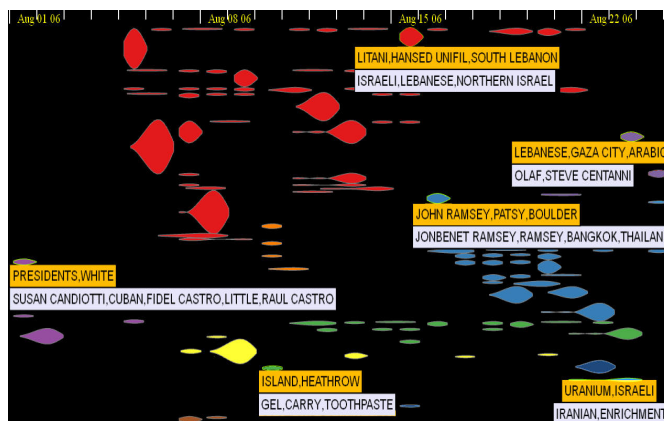 Aug 01 06 Aug 08 06 Aug 15 06 Aug 22 06
LITANI,HANSED UNIFIL,SOUTH LEBANON
ISRAELI,LEBANESE,NORTHERN ISRAEL
LEBANESE,GAZA CITY,ARABIC
OLAF,STEVE CENTANNI
JOHN RAMSEY,PATSY,BOULDER
JONBENET RAMSEY,RAMSEY,BANGKOK,THAILAN
PRESIDENTS,WHITE
SUSAN CANDIOTTI,CUBAN,FIDEL CASTRO,LITTLE,RAUL CASTRO
ISLAND,HEATHROW
GEL,CARRY,TOOTHPASTE
URANIUM,ISRAELI
IRANIAN,ENRICHMENT